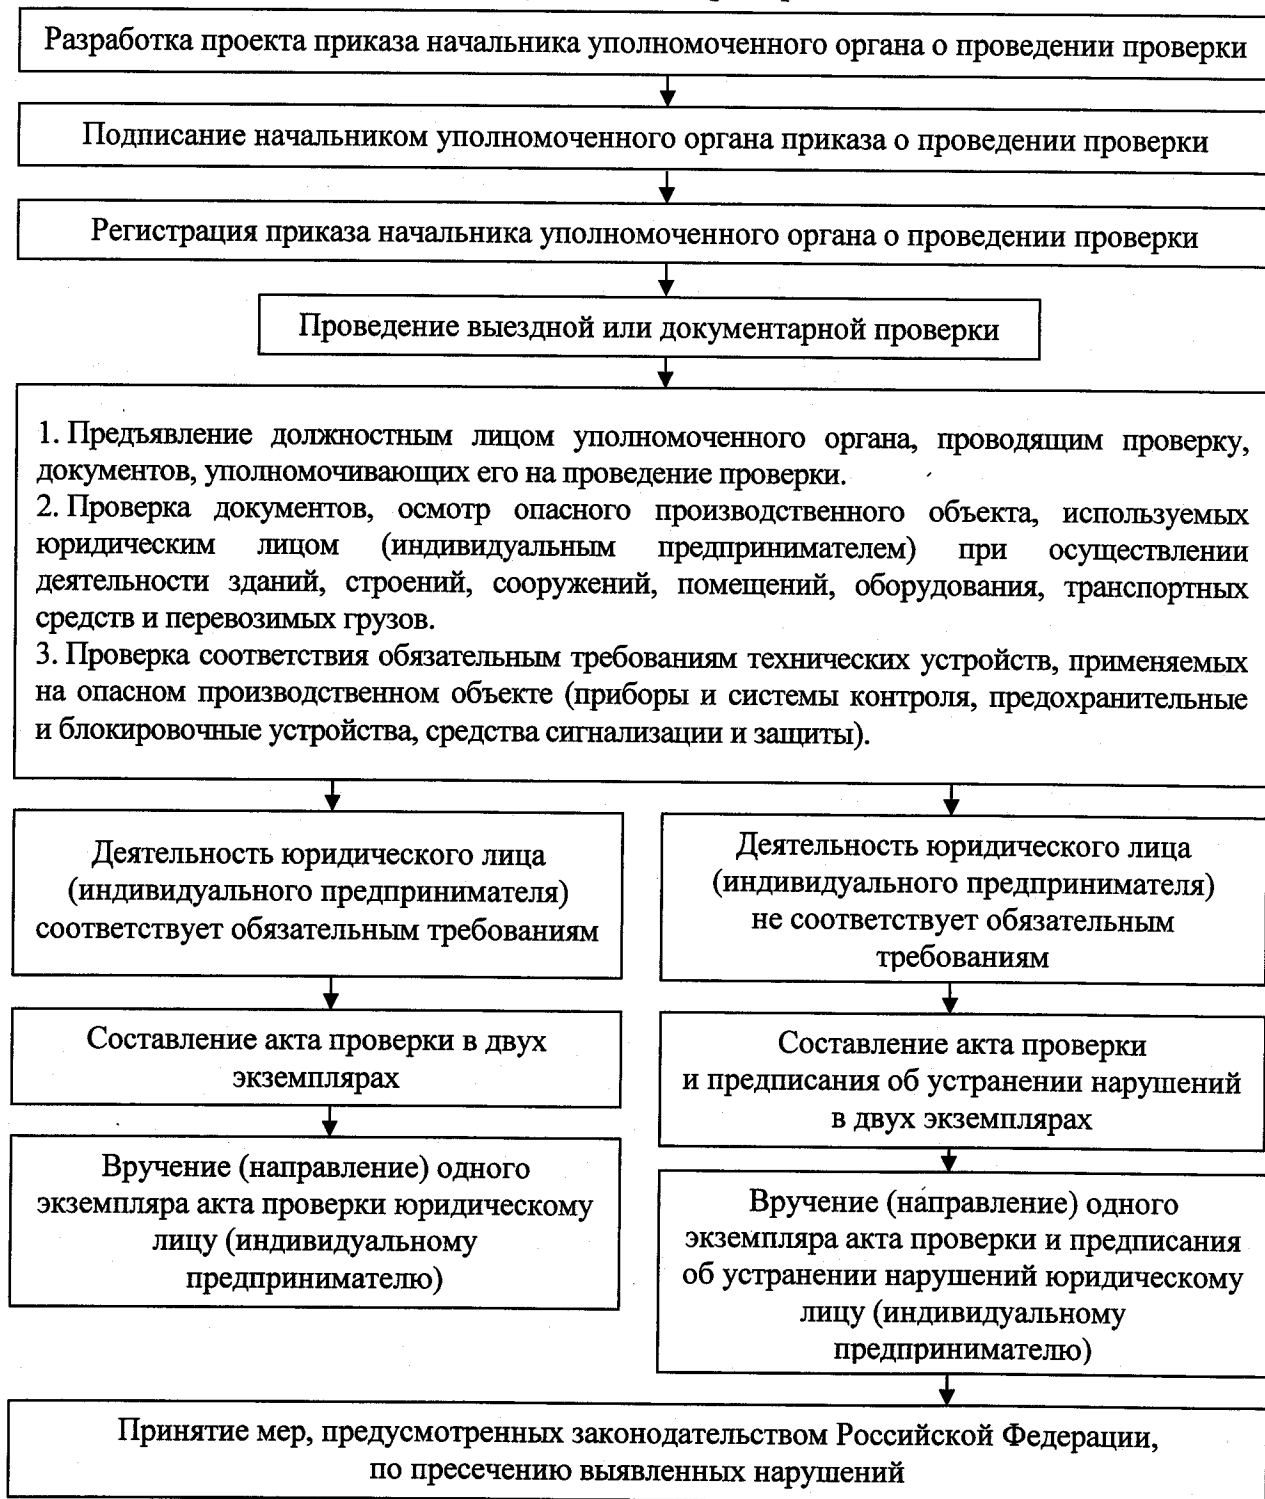 Разработка проекта приказа начальника уполномоченного органа о проведении проверки
Подписание начальником уполномоченного органа приказа о проведении проверки
Регистрация приказа начальника уполномоченного органа о проведении проверки
Проведение выездной или документарной проверки
1. Предъявление должностным лицом уполномоченного органа, проводящим проверку,
документов, уполномочивающих его на проведение проверки.
2. Проверка документов, осмотр опасного производственного объекта, используемых
юридическим лицом (индивидуальным предпринимателем) при осуществлении
деятельности зданий, строений, сооружений, помещений, оборудования, транспортных
средств и перевозимых грузов.
3. Проверка соответствия обязательным требованиям технических устройств, применяемых
на опасном производственном объекте (приборы и системы контроля, предохранительные
и блокировочные устройства, средства сигнализации и защиты).
Деятельность юридического лица
(индивидуального предпринимателя)
соответствует обязательным требованиям
Составление акта проверки в двух
экземплярах
Вручение (направление) одного
экземпляра акта проверки юридическому
лицу (индивидуальному
предпринимателю)
Деятельность юридического лица
(индивидуального предпринимателя)
не соответствует обязательным
требованиям
Составление акта проверки
и предписания об устранении нарушений
в двух экземплярах
Вручение (направление) одного
экземпляра акта проверки и предписания
об устранении нарушений юридическому
лицу (индивидуальному
предпринимателю)
Принятие мер, предусмотренных законодательством Российской Федерации,
по пресечению выявленных нарушений